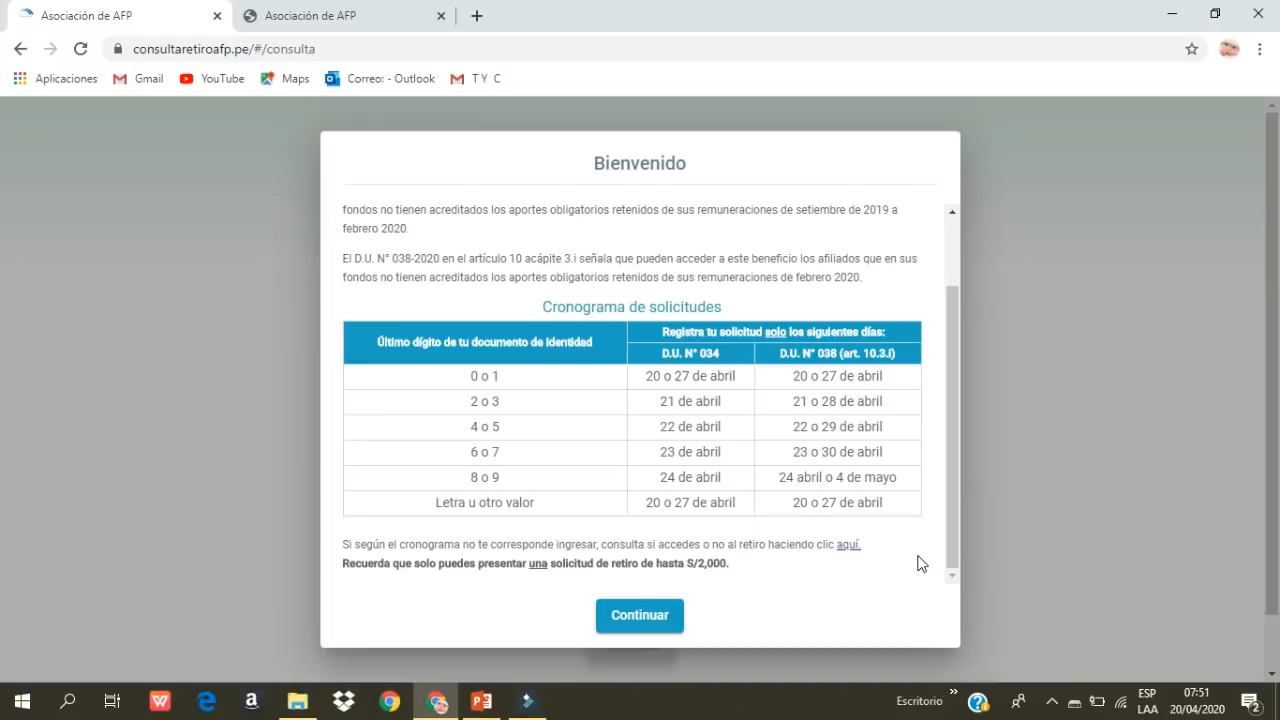 Asociación de AFP
Asociación de AFP
consultaretiroafp.pe/#/consulta
Aplicaciones Gmail YouTube Maps Correo: - Outlook T Y C
Bienvenido
fondos no tienen acreditados los aportes obligatorios retenidos de sus remuneraciones de setiembre de 2019 a
febrero 2020.
El D.U. N° 038-2020 en el artículo 10 acápite 3.i señala que pueden acceder a este beneficio los afiliados que en sus
fondos no tienen acreditados los aportes obligatorios retenidos de sus remuneraciones de febrero 2020.
Cronograma de solicitudes
Último dígito de tu documento de identidad
Registra tu solicitud solo los siguientes días:
D.U. N° 034 D.U. N° 038 (art. 10.3.i)
0 o 1 20 o 27 de abril 20 o 27 de abril
2 o 3 21 de abril 21 o 28 de abril
4 o 5 22 de abril 22 o 29 de abril
6 o 7 23 de abril 23 o 30 de abril
8 o 9 24 de abril 24 abril o 4 de mayo
Letra u otro valor 20 o 27 de abril 20 o 27 de abril
Si según el cronograma no te corresponde ingresar, consulta si accedes o no al retiro haciendo clic aquí.
Recuerda que solo puedes presentar una solicitud de retiro de hasta S/2,000.
Continuar
Escritorio
ESP
LAA
07:51
20/04/2020
2